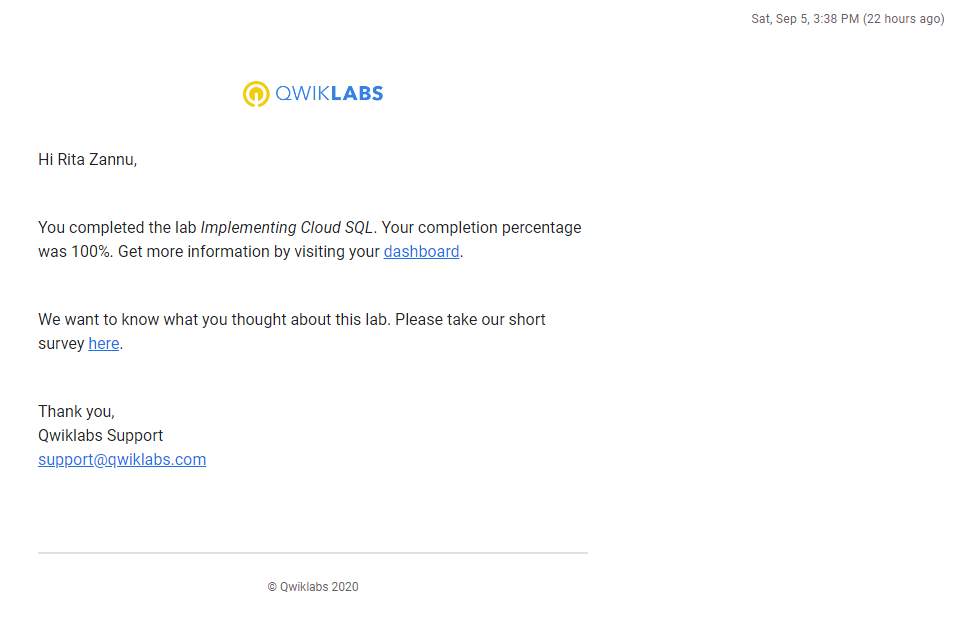 Sat, Sep 5, 3:38 PM (22 hours ago)
QWIKLABS
Hi Rita Zannu,
You completed the lab Implementing Cloud SQL. Your completion percentage
was 100%. Get more information by visiting your dashboard.
We want to know what you thought about this lab. Please take our short
survey here.
Thank you,
Qwiklabs Support
support@qwiklabs.com
© Qwiklabs 2020